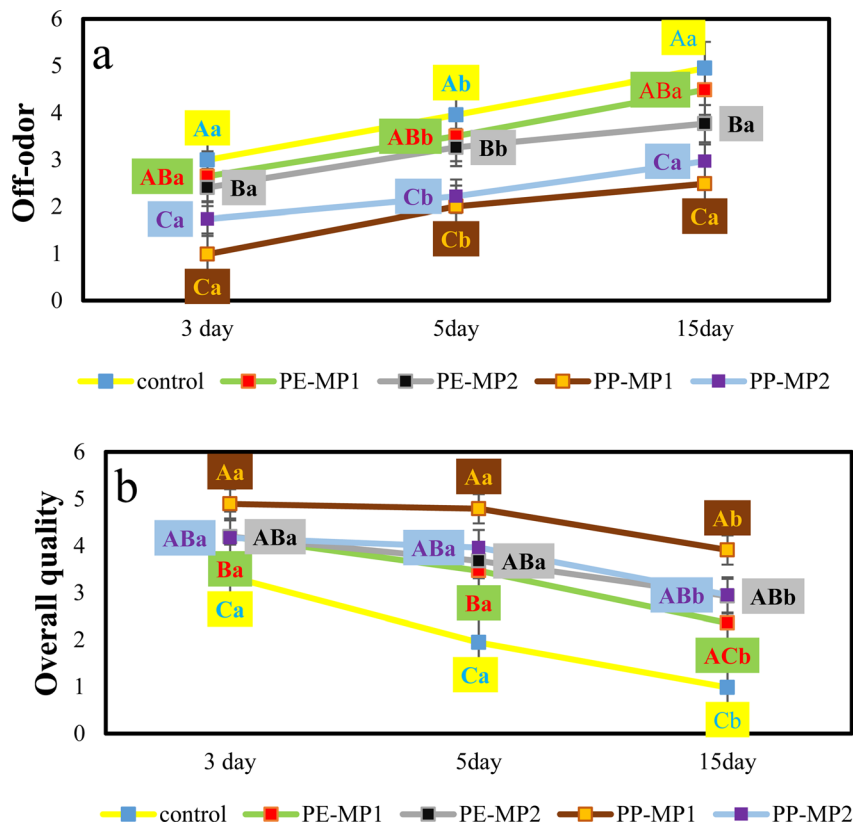 6
a
Aa
5
Ab
ABa
4
Aa
ABb
Ba
Off-odor
3
ABa
Ba
Bb
Ca
2
Ca
Cb
Ca
1
Cb
Ca
0
3 day 5day 15day
control PE-MP1 PE-MP2 PP-MP1 PP-MP2
6
b
Aa Aa
5
Ab
4
ABa ABa ABa ABa
Overall quality
3
Ba Ba ABb ABb
Ca
2
ACb
1
Ca
Cb
0
3 day 5day 15day
control PE-MP1 PE-MP2 PP-MP1 PP-MP2